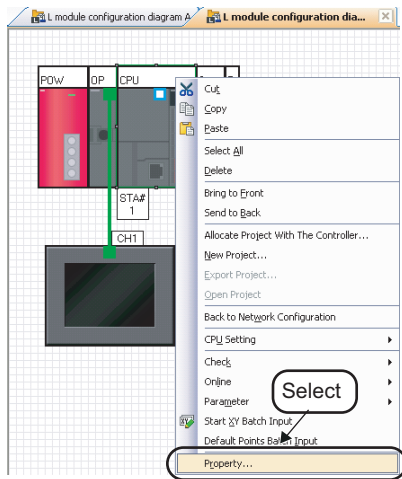 L module configuration diagram A
L module configuration dia...
POW
OP
CPU
STA#
1
CH1
Cut
Copy
Paste
Select All
Delete
Bring to Front
Send to Back
Allocate Project With The Controller...
New Project...
Export Project...
Open Project
Back to Network Configuration
CPU Setting
Check
Online
Parameter
Start XY Batch Input
Default Points Batch Input
Property...
Select